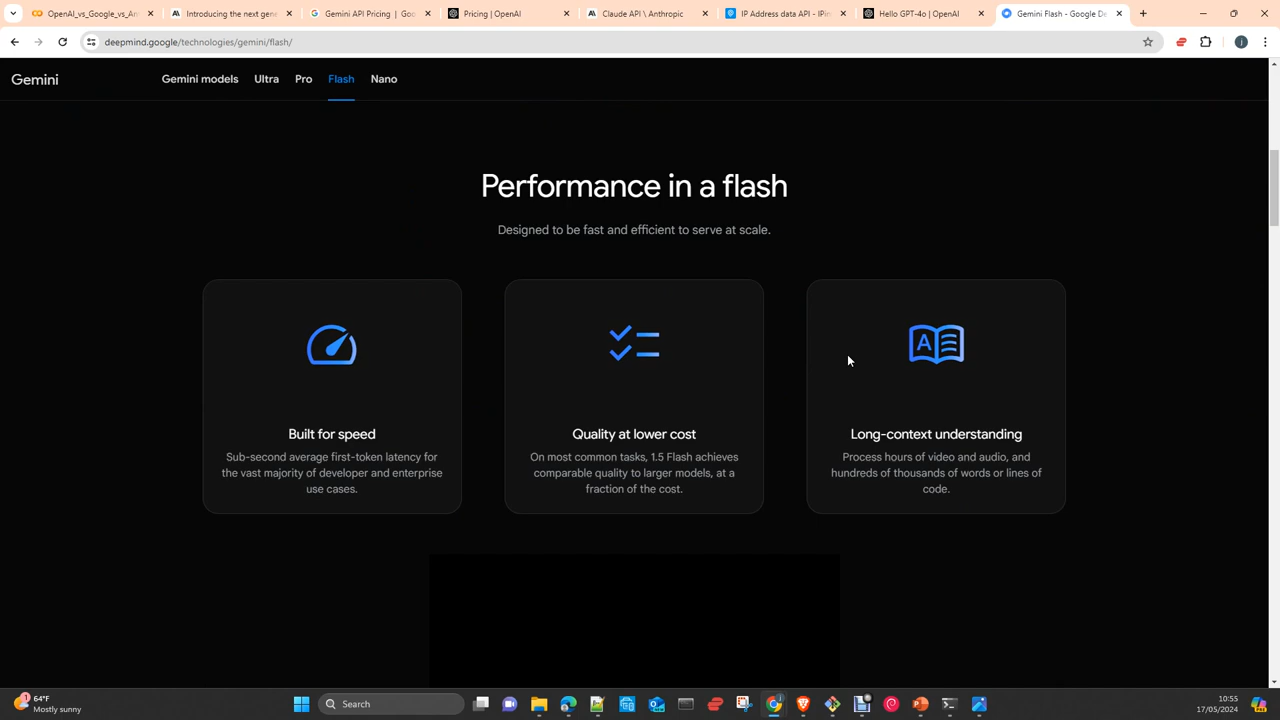 OpenAI_vs_Google_vs_An
Introducing the next gene
Gemini API Pricing | Goo
Pricing | OpenAI
Claude API \ Anthropic
IP Address data API - IPin
Hello GPT-4o | OpenAI
Gemini Flash - Google De
deepmind.google/technologies/gemini/flash/
Gemini
Gemini models
Ultra
Pro
Flash
Nano
Performance in a flash
Designed to be fast and efficient to serve at scale.
A
Built for speed
Sub-second average first-token latency for
the vast majority of developer and enterprise
use cases.
Quality at lower cost
On most common tasks, 1.5 Flash achieves
comparable quality to larger models, at a
fraction of the cost.
Long-context understanding
Process hours of video and audio, and
hundreds of thousands of words or lines of
code.
1
64°F
Mostly sunny
Search
10:55
17/05/2024